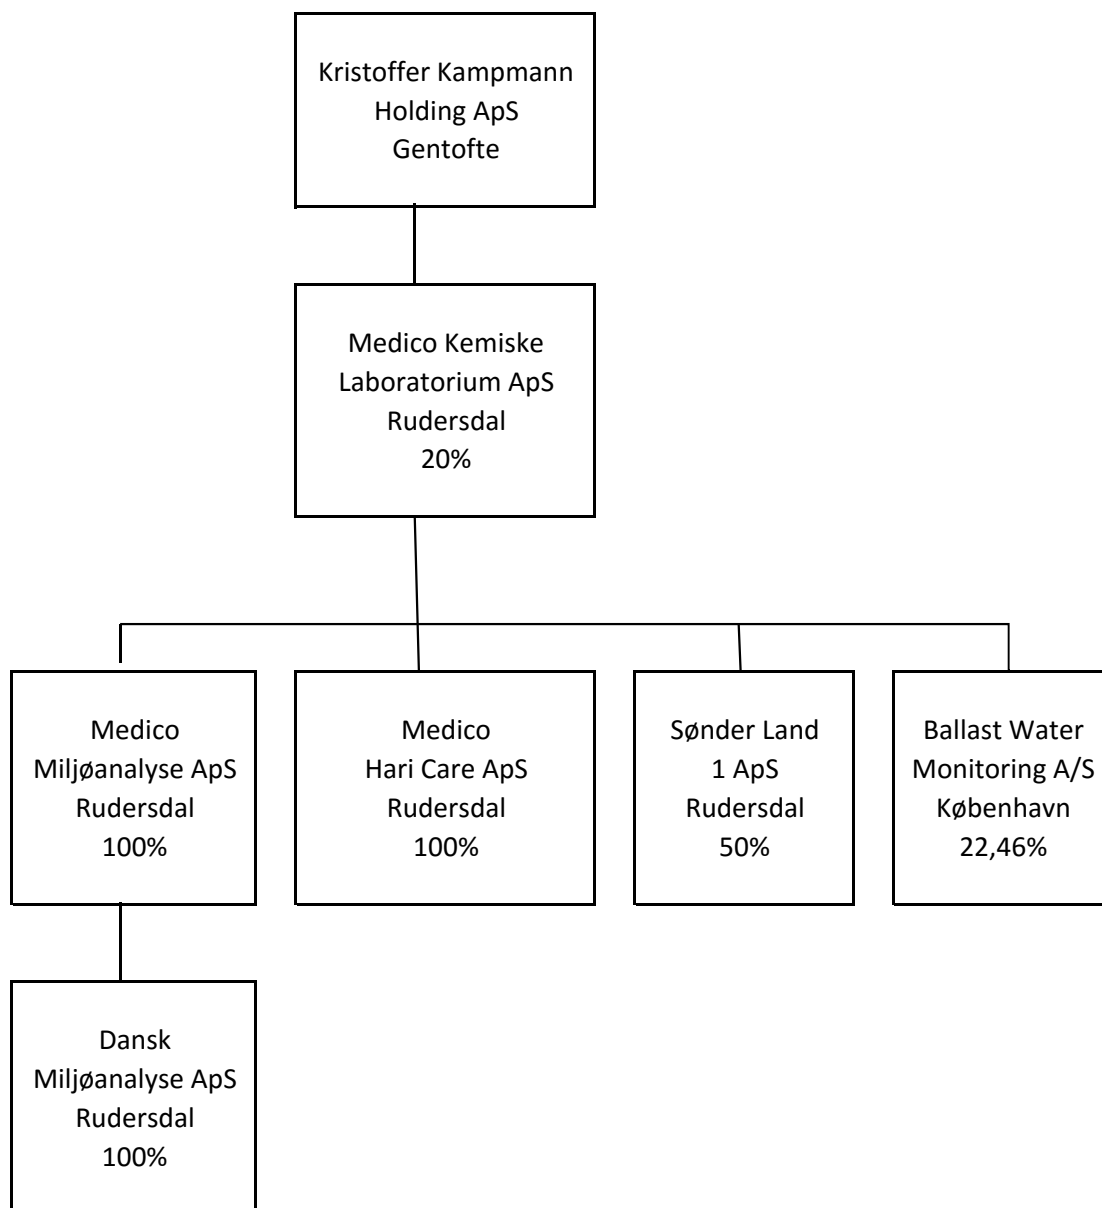 Kristoffer Kampmann
Holding ApS
Gentofte
Medico Kemiske
Laboratorium ApS
Rudersdal
20%
Medico
Miljøanalyse ApS
Rudersdal
100%
Medico
Hari Care ApS
Rudersdal
100%
Sønder Land
1 ApS
Rudersdal
50%
Ballast Water
Monitoring A/S
København
22,46%
Dansk
Miljøanalyse ApS
Rudersdal
100%